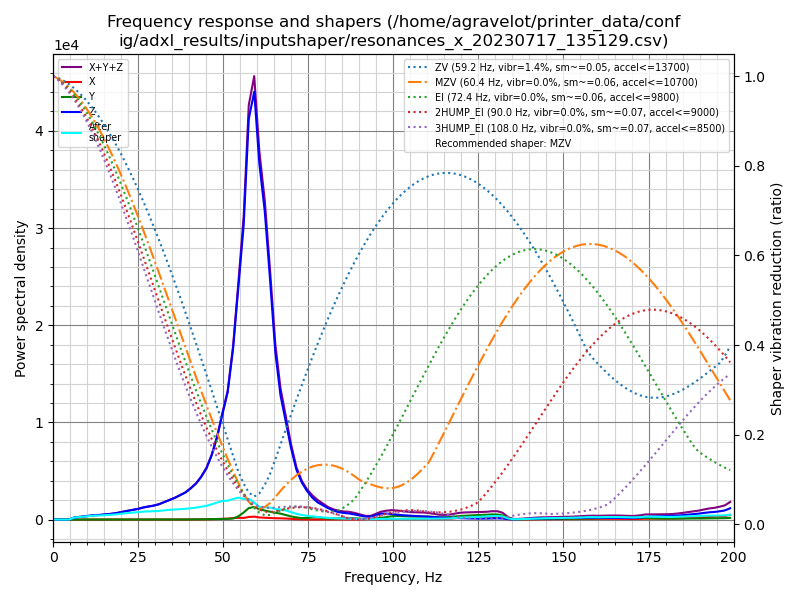 Frequency response and shapers (/home/agravelot/printer_data/conf
ig/adxl_results/inputshaper/resonances_x_20230717_135129.csv)
1e4
X+Y+Z
X
Y
Z
After
shaper
ZV (59.2 Hz, vibr=1.4%, sm~=0.05, accel<=13700)
MZV (60.4 Hz, vibr=0.0%, sm~=0.06, accel<=10700)
EI (72.4 Hz, vibr=0.0%, sm~=0.06, accel<=9800)
2HUMP_EI (90.0 Hz, vibr=0.0%, sm~=0.07, accel<=9000)
3HUMP_EI (108.0 Hz, vibr=0.0%, sm~=0.07, accel<=8500)
Recommended shaper: MZV
Power spectral density
4
3
2
1
0
1.0
0.8
0.6
0.4
0.2
0.0
Shaper vibration reduction (ratio)
0 25 50 75 100 125 150 175 200
Frequency, Hz